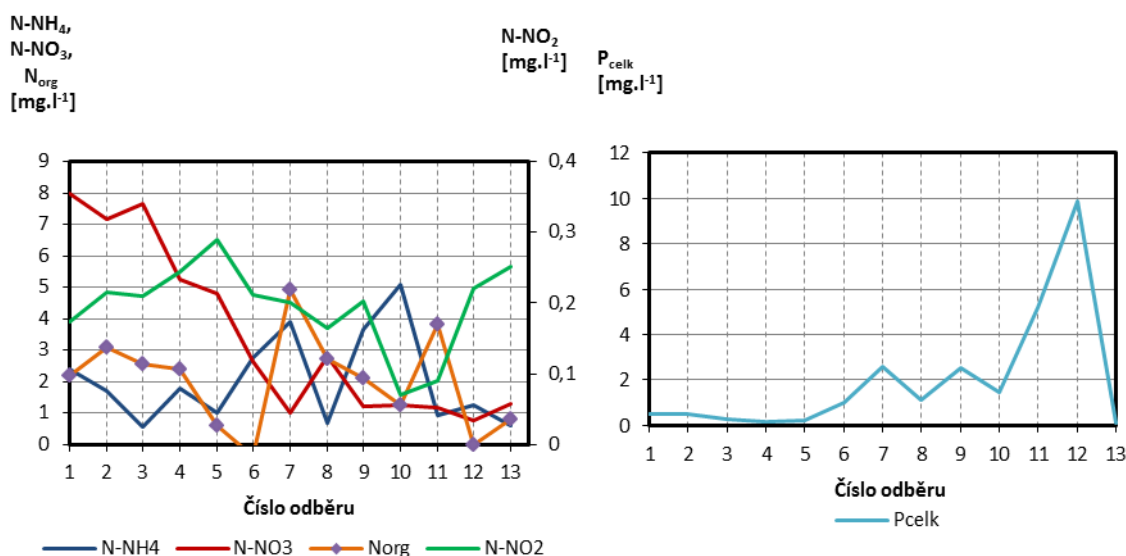 N-NH₄,
N-NO₃,
N_org
[mg.l⁻¹]
N-NO₂
[mg.l⁻¹]
9
8
7
6
5
4
3
2
1
0
0,4
0,3
0,2
0,1
0
1 2 3 4 5 6 7 8 9 10 11 12 13
Číslo odběru
N-NH4 N-NO3 Norg N-NO2
P_celk
[mg.l⁻¹]
12
10
8
6
4
2
0
1 2 3 4 5 6 7 8 9 10 11 12 13
Číslo odběru
Pcelk